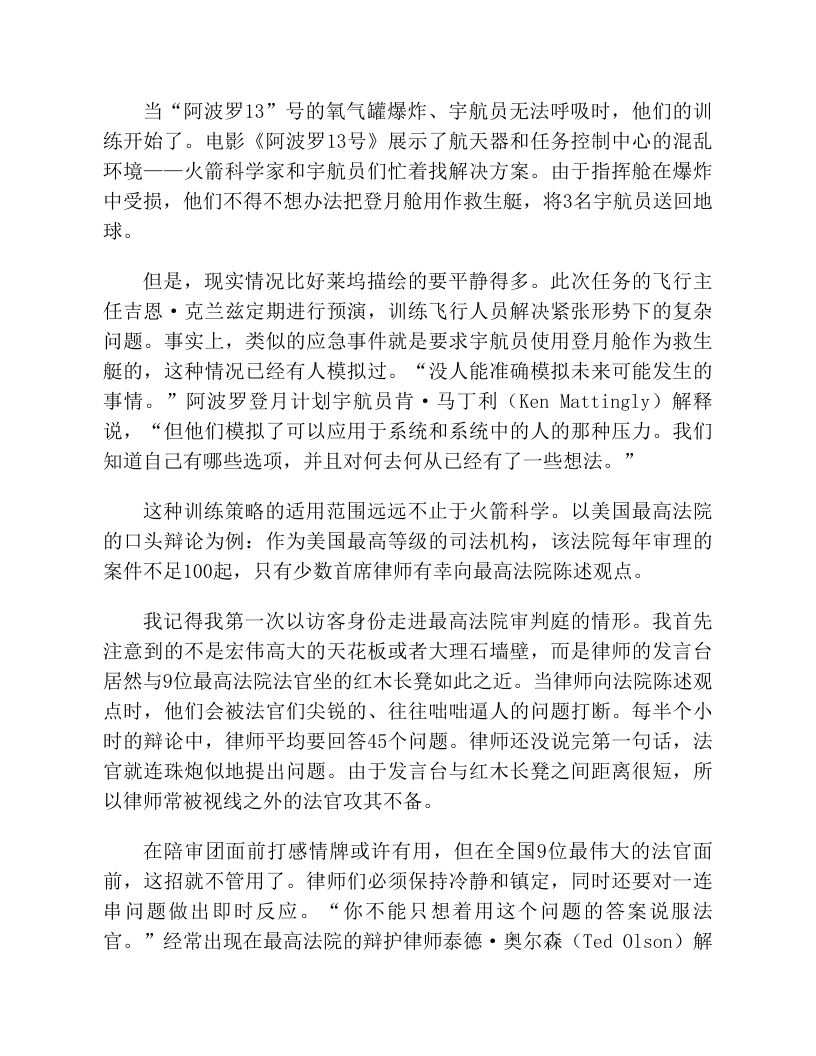 当“阿波罗13”号的氧气罐爆炸、宇航员无法呼吸时，他们的训
练开始了。电影《阿波罗13号》展示了航天器和任务控制中心的混乱
环境——火箭科学家和宇航员们忙着找解决方案。由于指挥舱在爆炸
中受损，他们不得不想办法把登月舱用作救生艇，将3名宇航员送回地
球。
但是，现实情况比好莱坞描绘的要平静得多。此次任务的飞行主
任吉恩·克兰兹定期进行预演，训练飞行人员解决紧张形势下的复杂
问题。事实上，类似的应急事件就是要求宇航员使用登月舱作为救生
艇的，这种情况已经有人模拟过。“没人能准确模拟未来可能发生的
事情。”阿波罗登月计划宇航员肯·马丁利（Ken Mattingly）解释
说，“但他们模拟了可以应用于系统和系统中的人的那种压力。我们
知道自己有哪些选项，并且对何去何从已经有了一些想法。”
这种训练策略的适用范围远远不止于火箭科学。以美国最高法院
的口头辩论为例：作为美国最高等级的司法机构，该法院每年审理的
案件不足100起，只有少数首席律师有幸向最高法院陈述观点。
我记得我第一次以访客身份走进最高法院审判庭的情形。我首先
注意到的不是宏伟高大的天花板或者大理石墙壁，而是律师的发言台
居然与9位最高法院法官坐的红木长凳如此之近。当律师向法院陈述观
点时，他们会被法官们尖锐的、往往咄咄逼人的问题打断。每半个小
时的辩论中，律师平均要回答45个问题。律师还没说完第一句话，法
官就连珠炮似地提出问题。由于发言台与红木长凳之间距离很短，所
以律师常被视线之外的法官攻其不备。
在陪审团面前打感情牌或许有用，但在全国9位最伟大的法官面
前，这招就不管用了。律师们必须保持冷静和镇定，同时还要对一连
串问题做出即时反应。“你不能只想着用这个问题的答案说服法
官。”经常出现在最高法院的辩护律师泰德·奥尔森（Ted Olson）解